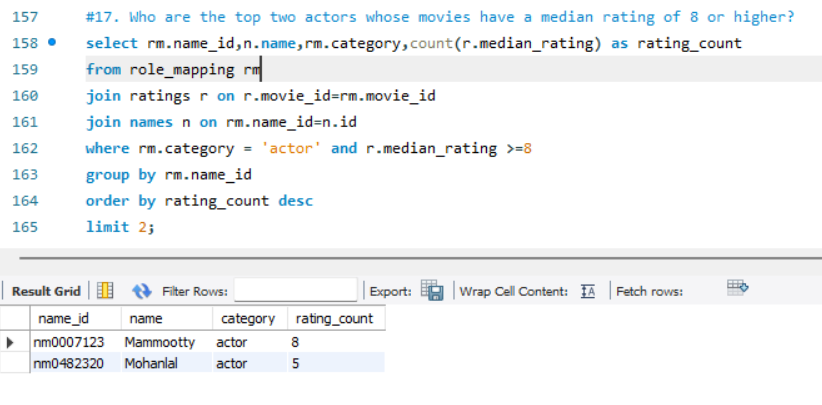 157 #17. Who are the top two actors whose movies have a median rating of 8 or higher?
158 select rm.name_id,n.name,rm.category,count(r.median_rating) as rating_count
159 from role_mapping rm
160 join ratings r on r.movie_id=rm.movie_id
161 join names n on rm.name_id=n.id
162 where rm.category = 'actor' and r.median_rating >=8
163 group by rm.name_id
164 order by rating_count desc
165 limit 2;
Result Grid Filter Rows: Export: Wrap Cell Content: IA Fetch rows:
name_id name category rating_count
nm0007123 Mammootty actor 8
nm0482320 Mohanlal actor 5